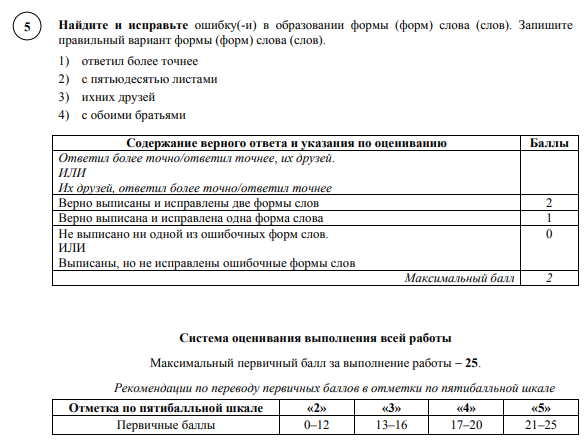 5
Найдите и исправьте ошибку(-и) в образовании формы (форм) слова (слов). Запишите
правильный вариант формы (форм) слова (слов).
1) ответил более точнее
2) с пятьюдесятью листами
3) ихних друзей
4) с обоими братьями
Содержание верного ответа и указания по оцениванию Баллы
Ответил более точно/ответил точнее, их друзей.
ИЛИ
Их друзей, ответил более точно/ответил точнее
Верно выписаны и исправлены две формы слов 2
Верно выписана и исправлена одна форма слова 1
Не выписано ни одной из ошибочных форм слов. 0
ИЛИ
Выписаны, но не исправлены ошибочные формы слов
Максимальный балл 2
Система оценивания выполнения всей работы
Максимальный первичный балл за выполнение работы – 25.
Рекомендации по переводу первичных баллов в отметки по пятибалльной шкале
Отметка по пятибалльной шкале «2» «3» «4» «5»
Первичные баллы 0–12 13–16 17–20 21–25